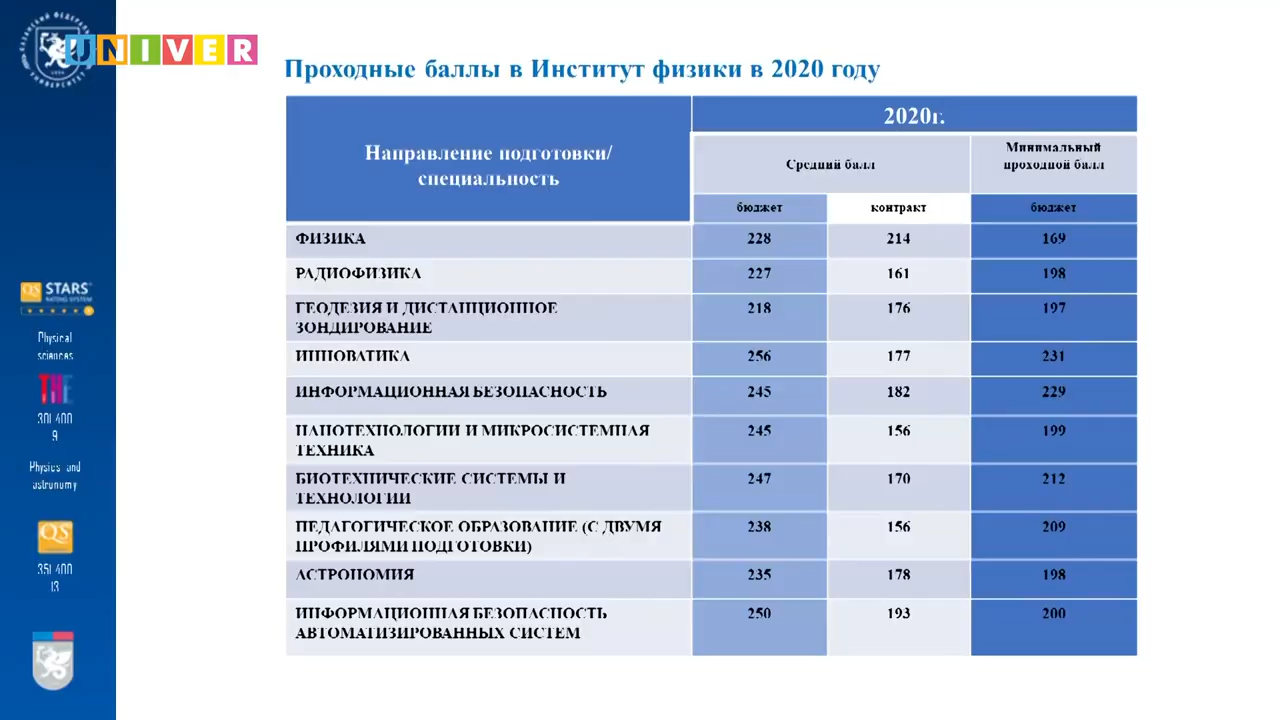 UNIVER
Проходные баллы в Институт физики в 2020 году
Направление подготовки/
специальность
2020г.
Средний балл
Минимальный
проходной балл
бюджет контракт бюджет
ФИЗИКА 228 214 169
РАДИОФИЗИКА 227 161 198
ГЕОДЕЗИЯ И ДИСТАНЦИОННОЕ 218 176 197
ЗОНДИРОВАНИЕ
ИННОВАТИКА 256 177 231
ИНФОРМАЦИОННАЯ БЕЗОПАСНОСТЬ 245 182 229
НАНОТЕХНОЛОГИИ И МИКРОСИСТЕМНАЯ 245 156 199
ТЕХНИКА
БИОТЕХНИЧЕСКИЕ СИСТЕМЫ И 247 170 212
ТЕХНОЛОГИИ
ПЕДАГОГИЧЕСКОЕ ОБРАЗОВАНИЕ (С ДВУМЯ 238 156 209
ПРОФИЛЯМИ ПОДГОТОВКИ)
АСТРОНОМИЯ 235 178 198
ИНФОРМАЦИОННАЯ БЕЗОПАСНОСТЬ 250 193 200
АВТОМАТИЗИРОВАННЫХ СИСТЕМ
QS STARS
RATING SYSTEM
Physical
sciences
THE
301-400
Physics and
astronomy
QS
351-400